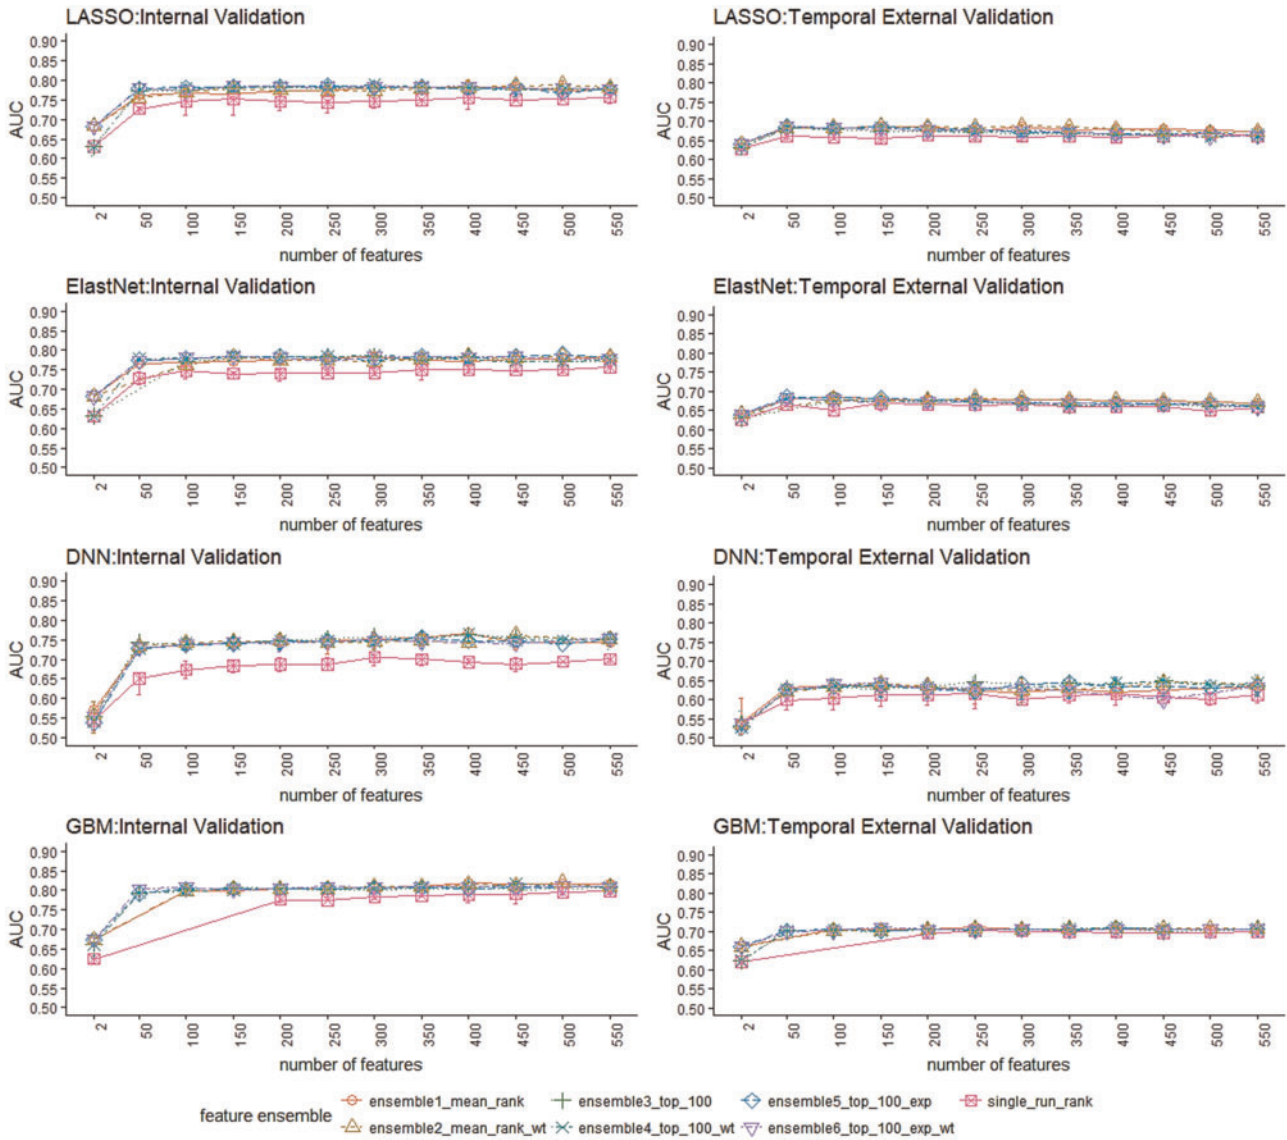 LASSO:Internal Validation
LASSO:Temporal External Validation
AUC
0.90
0.85
0.80
0.75
0.70
0.65
0.60
0.55
0.50
2 50 100 150 200 250 300 350 400 450 500 550
number of features
AUC
0.90
0.85
0.80
0.75
0.70
0.65
0.60
0.55
0.50
2 50 100 150 200 250 300 350 400 450 500 550
number of features
ElastNet:Internal Validation
ElastNet:Temporal External Validation
AUC
0.90
0.85
0.80
0.75
0.70
0.65
0.60
0.55
0.50
2 50 100 150 200 250 300 350 400 450 500 550
number of features
AUC
0.90
0.85
0.80
0.75
0.70
0.65
0.60
0.55
0.50
2 50 100 150 200 250 300 350 400 450 500 550
number of features
DNN:Internal Validation
DNN:Temporal External Validation
AUC
0.90
0.85
0.80
0.75
0.70
0.65
0.60
0.55
0.50
2 50 100 150 200 250 300 350 400 450 500 550
number of features
AUC
0.90
0.85
0.80
0.75
0.70
0.65
0.60
0.55
0.50
2 50 100 150 200 250 300 350 400 450 500 550
number of features
GBM:Internal Validation
GBM:Temporal External Validation
AUC
0.90
0.85
0.80
0.75
0.70
0.65
0.60
0.55
0.50
2 50 100 150 200 250 300 350 400 450 500 550
number of features
AUC
0.90
0.85
0.80
0.75
0.70
0.65
0.60
0.55
0.50
2 50 100 150 200 250 300 350 400 450 500 550
number of features
feature ensemble
ensemble1_mean_rank ensemble3_top_100 ensemble5_top_100_exp single_run_rank
ensemble2_mean_rank_wt ensemble4_top_100_wt ensemble6_top_100_exp_wt